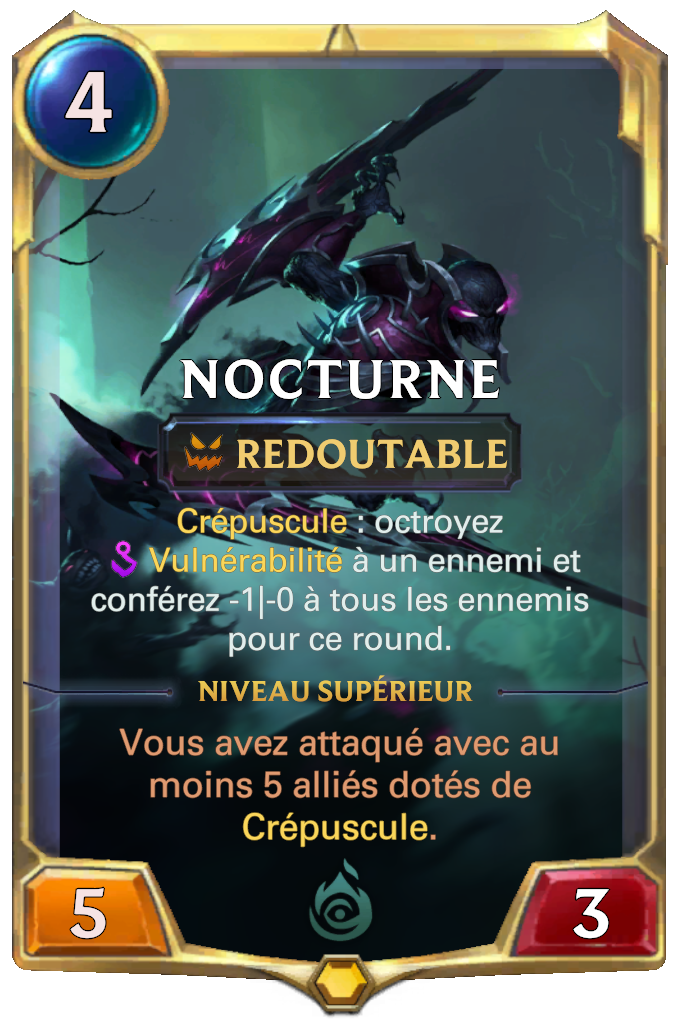 4
NOCTURNE
REDOUTABLE
Crépuscule : octroyez
Vulnérabilité à un ennemi et
conférez -1|-0 à tous les ennemis
pour ce round.
NIVEAU SUPÉRIEUR
Vous avez attaqué avec au
moins 5 alliés dotés de
Crépuscule.
5
3